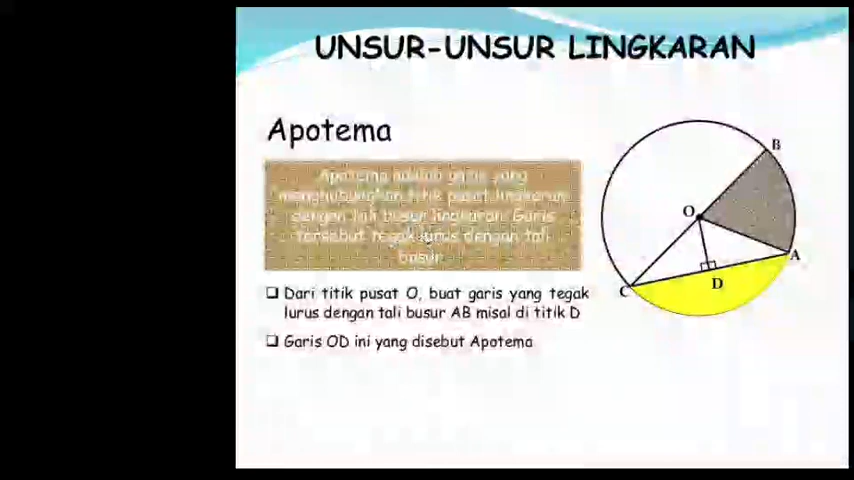 UNSUR-UNSUR LINGKARAN
Apotema
Apotema adalah garis yang
menghubungkan titik pusat lingkaran
dengan tali busur lingkaran. Garis
tersebut tegak lurus dengan tali
busur
❑ Dari titik pusat O, buat garis yang tegak
lurus dengan tali busur AB misal di titik D
❑ Garis OD ini yang disebut Apotema
B
O
A
C
D